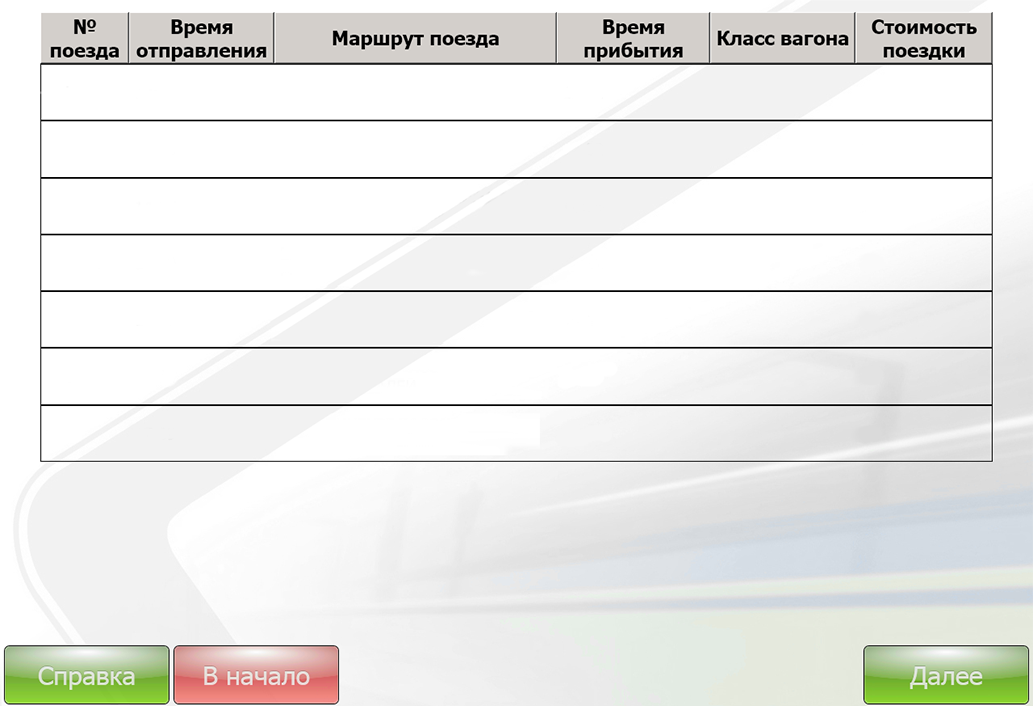 № поезда
Время отправления
Маршрут поезда
Время прибытия
Класс вагона
Стоимость поездки
Справка
В начало
Далее